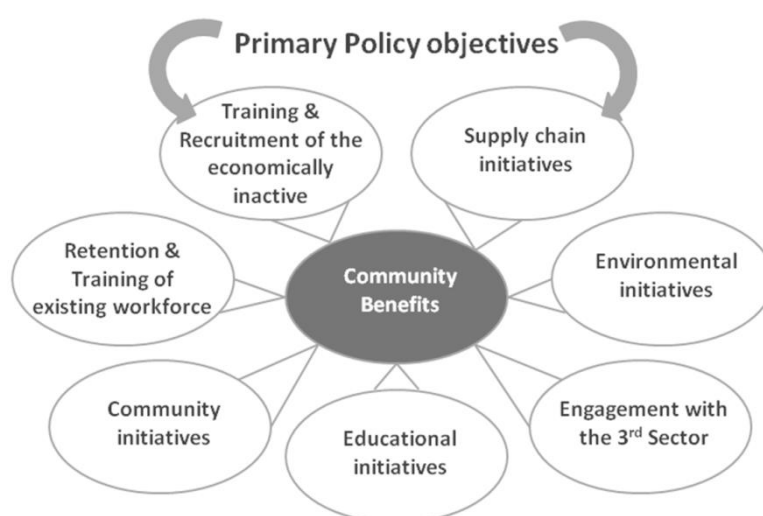 Primary Policy objectives
Training &
Recruitment of the
economically
inactive
Supply chain
initiatives
Retention &
Training of
existing workforce
Community
Benefits
Environmental
initiatives
Community
initiatives
Educational
initiatives
Engagement with
the 3rd Sector